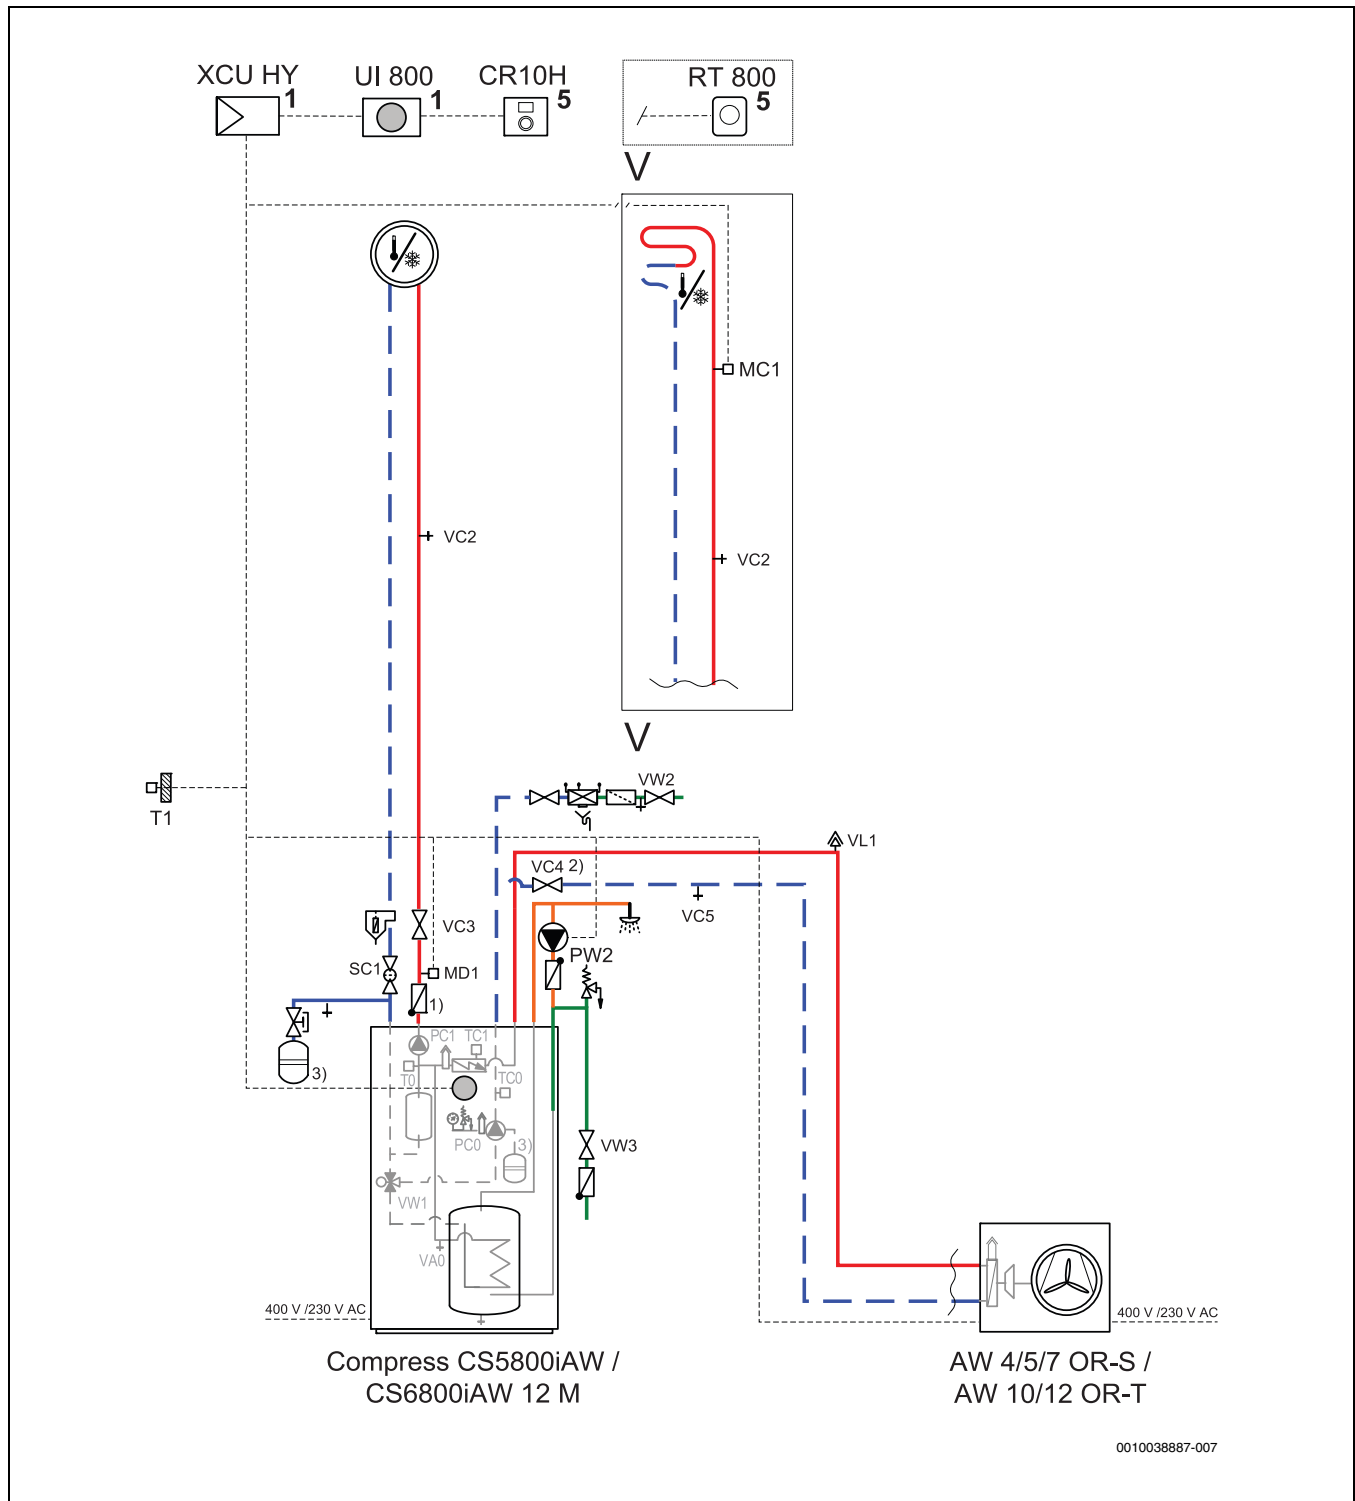 XCU HY
1
UI 800
1
CR10H
5
RT 800
5
V
MC1
VC2
VC2
V
T1
VW2
VL1
VC4 2)
VC5
VC3
PW2
SC1
MD1
1)
3)
PC1
TC1
T0
TC0
PC0
3)
VW3
VW1
VA0
400 V /230 V AC
400 V /230 V AC
Compress CS5800iAW /
CS6800iAW 12 M
AW 4/5/7 OR-S /
AW 10/12 OR-T
0010038887-007